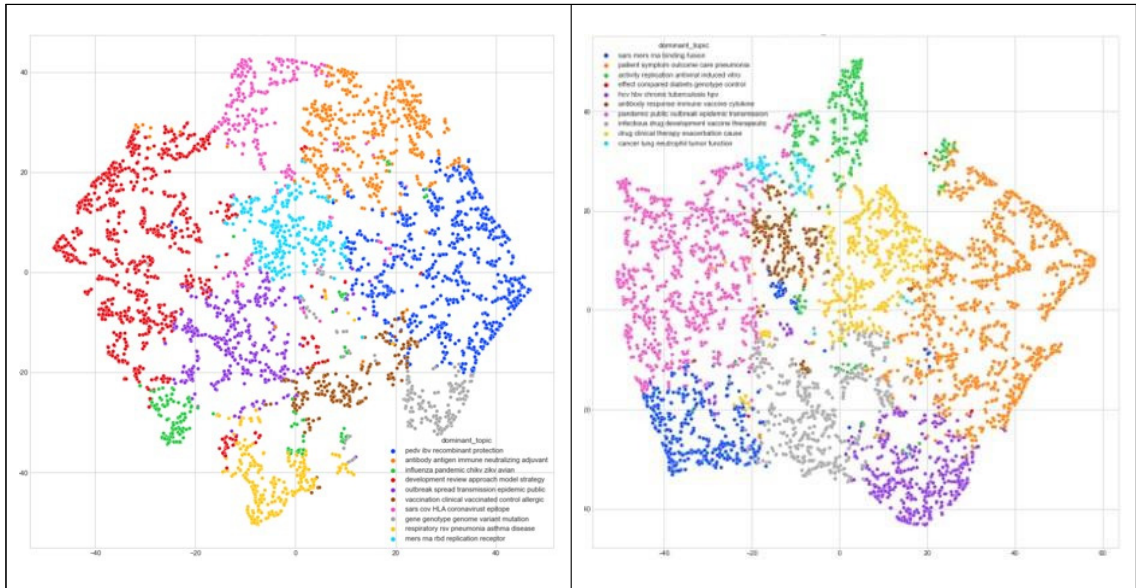 40
20
0
−20
−40
−40
−20
0
20
40
dominant_topic
pedv ibv recombinant protection
antibody antigen immune neutralizing adjuvant
influenza pandemic chikv zikv avian
development review approach model strategy
outbreak spread transmission epidemic public
vaccination clinical vaccinated control allergic
sars cov HLA coronavirus epitope
gene genotype genome variant mutation
respiratory rsv pneumonia asthma disease
mers rna rbd replication receptor
dominant_topic
sars mers rna binding fusion
patient symptom outcome care pneumonia
activity replication antiviral induced vitro
effect compared diabetes genotype control
hcv hbv chronic tuberculosis hpv
antibody response immune vaccine cytokine
pandemic public outbreak epidemic transmission
infectious drug development vaccine therapeutic
drug clinical therapy exacerbation cause
cancer lung neutrophil tumor function
40
20
0
−20
−40
−40
−20
0
20
40
60